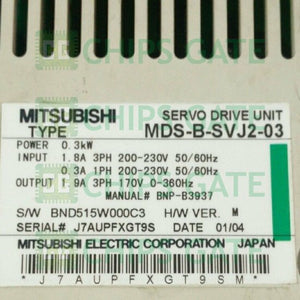 CHIPS GATE
MITSUBISHI SERVO DRIVE UNIT
TYPE MDS-B-SVJ2-03
POWER 0.3kW
INPUT 1.8A 3PH 200-230V 50/60Hz
0.3A 1PH 200-230V 50/60Hz
OUTPUT 1.9A 3PH 170V 0-360Hz
MANUAL# BNP-B3937
S/W BND515W000C3 H/W VER. M
SERIAL# J7AUPFXGT9S DATE 01/04
MITSUBISHI ELECTRIC CORPORATION JAPAN
*J7AUPFXGT9SM*